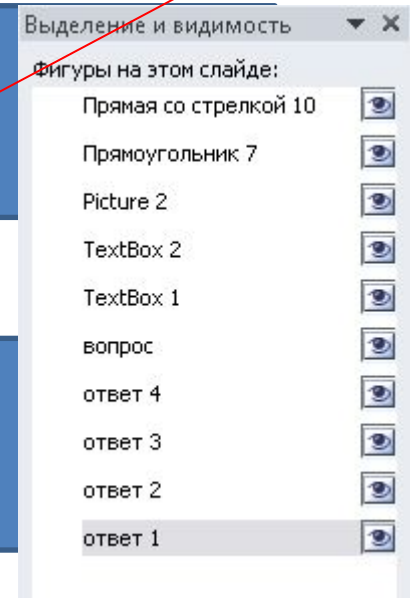 Выделение и видимость
Фигуры на этом слайде:
Прямая со стрелкой 10
Прямоугольник 7
Picture 2
TextBox 2
TextBox 1
вопрос
ответ 4
ответ 3
ответ 2
ответ 1